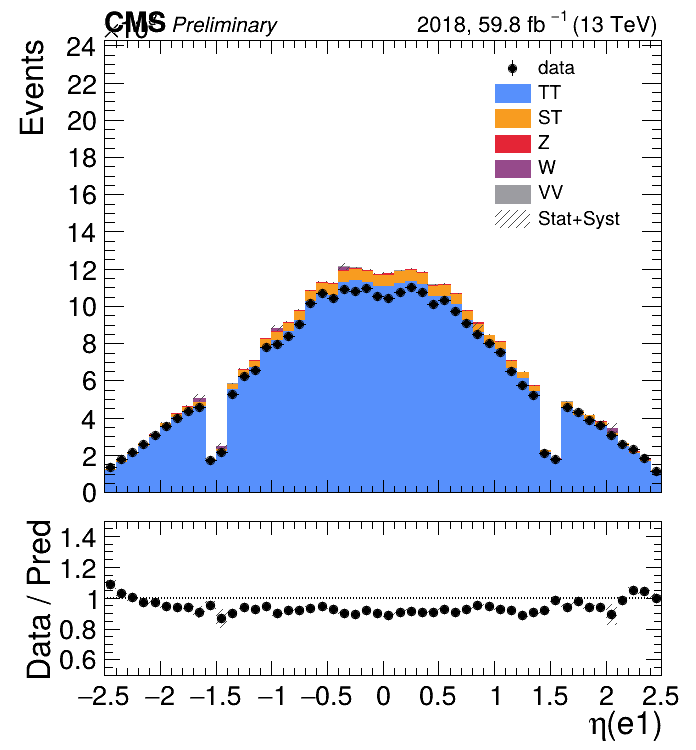 CMS Preliminary 2018, 59.8 fb⁻¹ (13 TeV)
Events
24
22
20
18
16
14
12
10
8
6
4
2
0
data
TT
ST
Z
W
VV
Stat+Syst
Data / Pred
1.4
1.2
1
0.8
0.6
−2.5 −2 −1.5 −1 −0.5 0 0.5 1 1.5 2 2.5
η(e1)